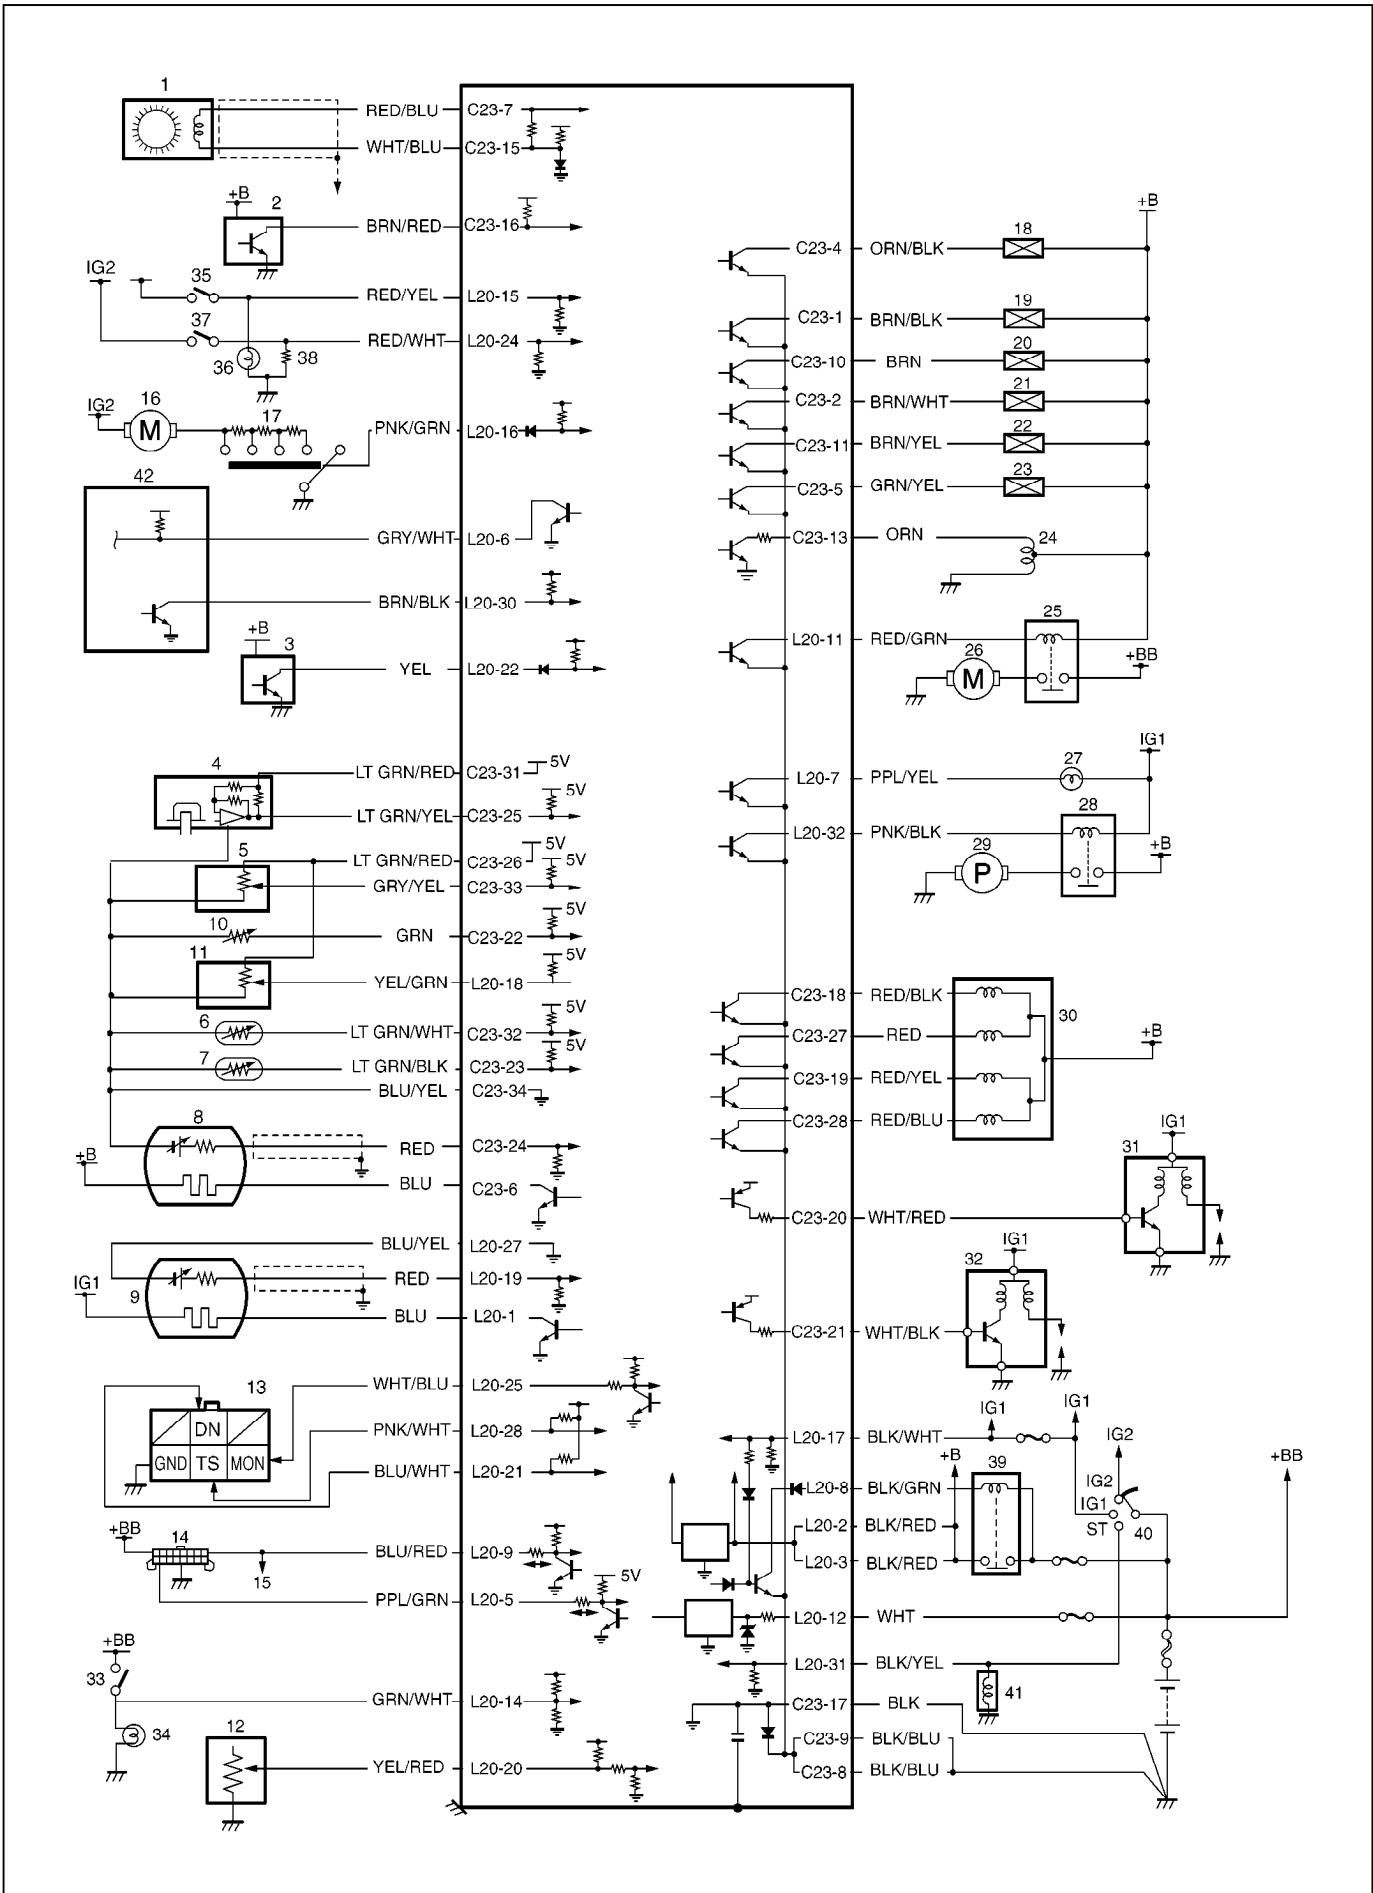 1
RED/BLU C23-7
WHT/BLU C23-15
+B 2
BRN/RED C23-16
IG2 35
RED/YEL L20-15
37
RED/WHT L20-24
36 38
IG2 16 17
M
PNK/GRN L20-16
42
GRY/WHT L20-6
BRN/BLK L20-30
+B 3
YEL L20-22
4
LT GRN/RED C23-31 5V
LT GRN/YEL C23-25 5V
5
LT GRN/RED C23-26 5V
GRY/YEL C23-33 5V
10
GRN C23-22 5V
11
YEL/GRN L20-18 5V
6
LT GRN/WHT C23-32 5V
7
LT GRN/BLK C23-23 5V
BLU/YEL C23-34
8
RED C23-24
+B
BLU C23-6
BLU/YEL L20-27
RED L20-19
IG1 9
BLU L20-1
13
WHT/BLU L20-25
DN
PNK/WHT L20-28
GND TS MON
BLU/WHT L20-21
+BB 14
BLU/RED L20-9
15
PPL/GRN L20-5 5V
+BB
33
GRN/WHT L20-14
34
12
YEL/RED L20-20
+B
C23-4 ORN/BLK 18
C23-1 BRN/BLK 19
C23-10 BRN 20
C23-2 BRN/WHT 21
C23-11 BRN/YEL 22
C23-5 GRN/YEL 23
C23-13 ORN 24
25
L20-11 RED/GRN
26 +BB
M
IG1
27
L20-7 PPL/YEL
28
L20-32 PNK/BLK
29 +B
P
C23-18 RED/BLK
30
C23-27 RED
+B
C23-19 RED/YEL
C23-28 RED/BLU
IG1
31
C23-20 WHT/RED
IG1
32
C23-21 WHT/BLK
IG1 IG1
L20-17 BLK/WHT
IG2
+B 39 +BB
L20-8 BLK/GRN
IG2
IG1
L20-2 BLK/RED
ST 40
L20-3 BLK/RED
L20-12 WHT
L20-31 BLK/YEL
41
C23-17 BLK
C23-9 BLK/BLU
C23-8 BLK/BLU